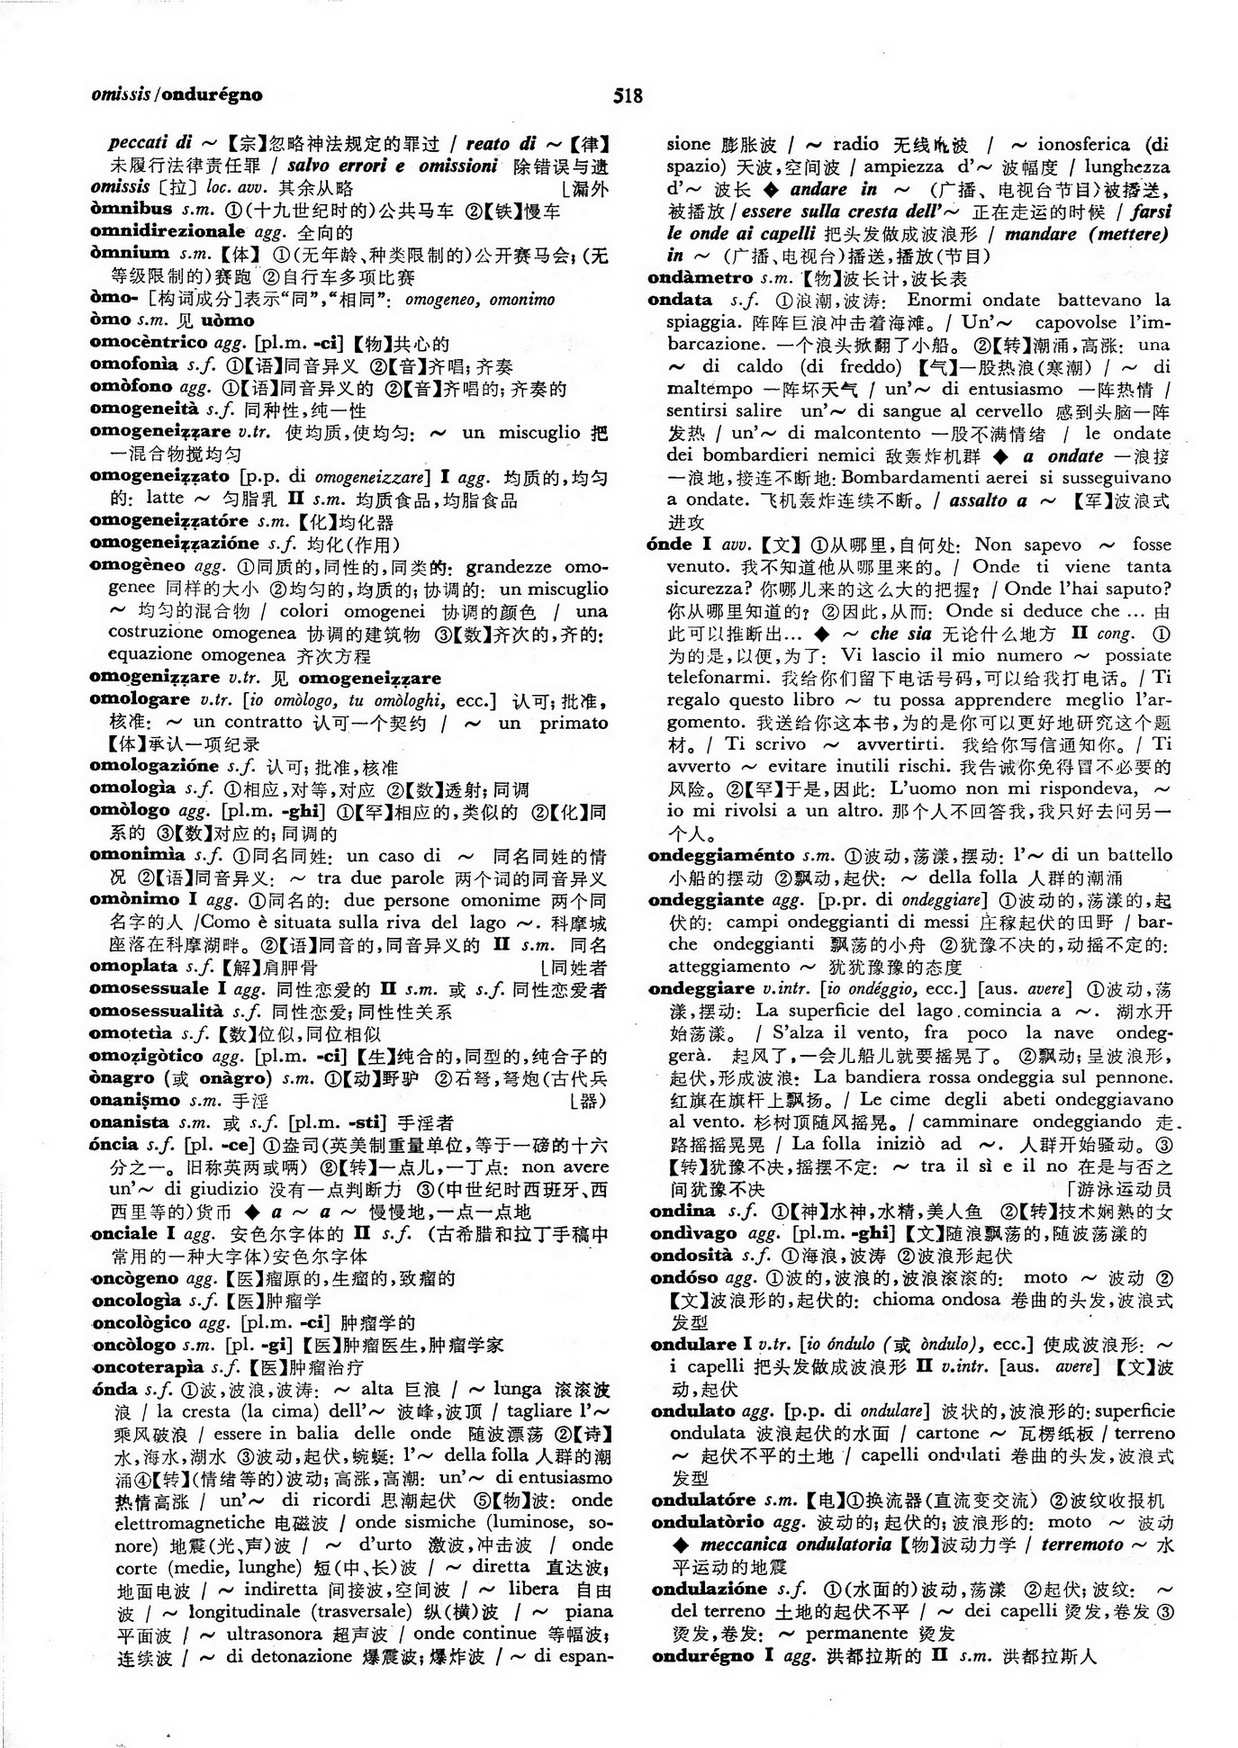 omissis/ondurégno
518
peccati di ～【宗】忽略神法规定的罪过 / reato di ～【律】
未履行法律责任罪 / salvo errori e omissioni 除错误与遗
omissis [拉] loc. avv. 其余从略 ⌊漏外
òmnibus s.m. ①(十九世纪时的)公共马车 ②【铁】慢车
omnidirezionale agg. 全向的
òmnium s.m.【体】①(无年龄、种类限制的)公开赛马会; (无
等级限制的)赛跑 ②自行车多项比赛
òmo- [构词成分]表示“同”,“相同”: omogeneo, omonimo
òmo s.m. 见 uòmo
omocèntrico agg. [pl.m. -ci]【物】共心的
omofonìa s.f. ①【语】同音异义 ②【音】齐唱; 齐奏
omòfono agg. ①【语】同音异义的 ②【音】齐唱的; 齐奏的
omogeneità s.f. 同种性,纯一性
omogeneiẓẓare v.tr. 使均质,使均匀: ～ un miscuglio 把
一混合物搅均匀
omogeneiẓẓato [p.p. di omogeneizzare] I agg. 均质的,均匀
的: latte ～ 匀脂乳 II s.m. 均质食品,均脂食品
omogeneiẓẓatóre s.m.【化】均化器
omogeneiẓẓazióne s.f. 均化(作用)
omogèneo agg. ①同质的,同性的,同类的: grandezze omo-
genee 同样的大小 ②均匀的,均质的; 协调的: un miscuglio
～ 均匀的混合物 / colori omogenei 协调的颜色 / una
costruzione omogenea 协调的建筑物 ③【数】齐次的,齐的:
equazione omogenea 齐次方程
omogeniẓẓare v.tr. 见 omogeneiẓẓare
omologare v.tr. [io omòlogo, tu omòloghi, ecc.] 认可; 批准,
核准: ～ un contratto 认可一个契约 / ～ un primato
【体】承认一项纪录
omologazióne s.f. 认可; 批准,核准
omologìa s.f. ①相应,对等,对应 ②【数】透射; 同调
omòlogo agg. [pl.m. -ghi] ①【罕】相应的,类似的 ②【化】同
系的 ③【数】对应的; 同调的
omonimìa s.f. ①同名同姓: un caso di ～ 同名同姓的情
况 ②【语】同音异义: ～ tra due parole 两个词的同音异义
omònimo I agg. ①同名的: due persone omonime 两个同
名字的人 /Como è situata sulla riva del lago ～. 科摩城
座落在科摩湖畔。②【语】同音的,同音异义的 II s.m. 同名
omoplata s.f.【解】肩胛骨 ⌊同姓者
omosessuale I agg. 同性恋爱的 II s.m. 或 s.f. 同性恋爱者
omosessualità s.f. 同性恋爱; 同性性关系
omotetìa s.f.【数】位似,同位相似
omoẓigòtico agg. [pl.m. -ci]【生】纯合的,同型的,纯合子的
ònagro (或 onàgro) s.m. ①【动】野驴 ②石弩,弩炮(古代兵
onaniṣmo s.m. 手淫 ⌊器)
onanista s.m. 或 s.f. [pl.m. -sti] 手淫者
óncia s.f. [pl. -ce] ①盎司(英美制重量单位,等于一磅的十六
分之一。旧称英两或唡) ②【转】一点儿,一丁点: non avere
un'～ di giudizio 没有一点判断力 ③(中世纪时西班牙、西
西里等的)货币 ◆ a ～ a ～ 慢慢地,一点一点地
onciale I agg. 安色尔字体的 II s.f. (古希腊和拉丁手稿中
常用的一种大字体)安色尔字体
oncògeno agg.【医】瘤原的,生瘤的,致瘤的
oncologìa s.f.【医】肿瘤学
oncològico agg. [pl.m. -ci] 肿瘤学的
oncòlogo s.m. [pl. -gi]【医】肿瘤医生,肿瘤学家
oncoterapìa s.f.【医】肿瘤治疗
ónda s.f. ①波,波浪,波涛: ～ alta 巨浪 / ～ lunga 滚滚波
浪 / la cresta (la cima) dell'～ 波峰,波顶 / tagliare l'～
乘风破浪 / essere in balia delle onde 随波漂荡 ②【诗】
水,海水,湖水 ③波动,起伏,蜿蜒: l'～ della folla 人群的潮
涌④【转】(情绪等的)波动; 高涨,高潮: un'～ di entusiasmo
热情高涨 / un'～ di ricordi 思潮起伏 ⑤【物】波: onde
elettromagnetiche 电磁波 / onde sismiche (luminose, so-
nore) 地震(光、声)波 / ～ d'urto 激波,冲击波 / onde
corte (medie, lunghe) 短(中、长)波 / ～ diretta 直达波;
地面电波 / ～ indiretta 间接波,空间波 / ～ libera 自由
波 / ～ longitudinale (trasversale) 纵(横)波 / ～ piana
平面波 / ～ ultrasonora 超声波 / onde continue 等幅波;
连续波 / ～ di detonazione 爆震波; 爆炸波 / ～ di espan-
sione 膨胀波 / ～ radio 无线电波 / ～ ionosferica (di
spazio) 天波,空间波 / ampiezza d'～ 波幅度 / lunghezza
d'～ 波长 ◆ andare in ～ (广播、电视台节目)被播送,
被播放 / essere sulla cresta dell'～ 正在走运的时候 / farsi
le onde ai capelli 把头发做成波浪形 / mandare (mettere)
in ～ (广播、电视台)播送,播放(节目)
ondàmetro s.m.【物】波长计,波长表
ondata s.f. ①浪潮,波涛: Enormi ondate battevano la
spiaggia. 阵阵巨浪冲击着海滩。/ Un'～ capovolse l'im-
barcazione. 一个浪头掀翻了小船。②【转】潮涌,高涨: una
～ di caldo (di freddo)【气】一股热浪(寒潮) / ～ di
maltempo 一阵坏天气 / un'～ di entusiasmo 一阵热情 /
sentirsi salire un'～ di sangue al cervello 感到头脑一阵
发热 / un'～ di malcontento 一股不满情绪 / le ondate
dei bombardieri nemici 敌轰炸机群 ◆ a ondate 一浪接
一浪地,接连不断地: Bombardamenti aerei si susseguivano
a ondate. 飞机轰炸连续不断。/ assalto a ～【军】波浪式
进攻
ónde I avv.【文】①从哪里,自何处: Non sapevo ～ fosse
venuto. 我不知道他从哪里来的。/ Onde ti viene tanta
sicurezza? 你哪儿来的这么大的把握? / Onde l'hai saputo?
你从哪里知道的? ②因此,从而: Onde si deduce che ... 由
此可以推断出... ◆ ～ che sia 无论什么地方 II cong. ①
为的是,以便,为了: Vi lascio il mio numero ～ possiate
telefonarmi. 我给你们留下电话号码,可以给我打电话。/ Ti
regalo questo libro ～ tu possa apprendere meglio l'ar-
gomento. 我送给你这本书,为的是你可以更好地研究这个题
材。/ Ti scrivo ～ avvertirti. 我给你写信通知你。/ Ti
avverto ～ evitare inutili rischi. 我告诫你免得冒不必要的
风险。②【罕】于是,因此: L'uomo non mi rispondeva, ～
io mi rivolsi a un altro. 那个人不回答我,我只好去问另一
个人。
ondeggiaménto s.m. ①波动,荡漾,摆动: l'～ di un battello
小船的摆动 ②飘动,起伏: ～ della folla 人群的潮涌
ondeggiante agg. [p.pr. di ondeggiare] ①波动的,荡漾的,起
伏的: campi ondeggianti di messi 庄稼起伏的田野 / bar-
che ondeggianti 飘荡的小舟 ②犹豫不决的,动摇不定的:
atteggiamento ～ 犹犹豫豫的态度
ondeggiare v.intr. [io ondéggio, ecc.] [aus. avere] ①波动,荡
漾,摆动: La superficie del lago comincia a ～. 湖水开
始荡漾。/ S'alza il vento, fra poco la nave ondeg-
gerà. 起风了,一会儿船儿就要摇晃了。②飘动; 呈波浪形,
起伏,形成波浪: La bandiera rossa ondeggia sul pennone.
红旗在旗杆上飘扬。/ Le cime degli abeti ondeggiavano
al vento. 杉树顶随风摇晃。/ camminare ondeggiando 走
路摇摇晃晃 / La folla iniziò ad ～. 人群开始骚动。③
【转】犹豫不决,摇摆不定: ～ tra il sì e il no 在是与否之
间犹豫不决 ⌈游泳运动员
ondina s.f. ①【神】水神,水精,美人鱼 ②【转】技术娴熟的女
ondìvago agg. [pl.m. -ghi]【文】随浪飘荡的,随波荡漾的
ondosità s.f. ①海浪,波涛 ②波浪形起伏
ondóso agg. ①波的,波浪的,波浪滚滚的: moto ～ 波动 ②
【文】波浪形的,起伏的: chioma ondosa 卷曲的头发,波浪式
发型
ondulare I v.tr. [io óndulo (或 òndulo), ecc.] 使成波浪形: ～
i capelli 把头发做成波浪形 II v.intr. [aus. avere]【文】波
动,起伏
ondulato agg. [p.p. di ondulare] 波状的,波浪形的: superficie
ondulata 波浪起伏的水面 / cartone ～ 瓦楞纸板 / terreno
～ 起伏不平的土地 / capelli ondulati 卷曲的头发,波浪式
发型
ondulatóre s.m.【电】①换流器(直流变交流) ②波纹收报机
ondulatòrio agg. 波动的; 起伏的; 波浪形的: moto ～ 波动
◆ meccanica ondulatoria【物】波动力学 / terremoto ～ 水
平运动的地震
ondulazióne s.f. ①(水面的)波动,荡漾 ②起伏; 波纹: ～
del terreno 土地的起伏不平 / ～ dei capelli 烫发,卷发 ③
烫发,卷发: ～ permanente 烫发
ondurégno I agg. 洪都拉斯的 II s.m. 洪都拉斯人